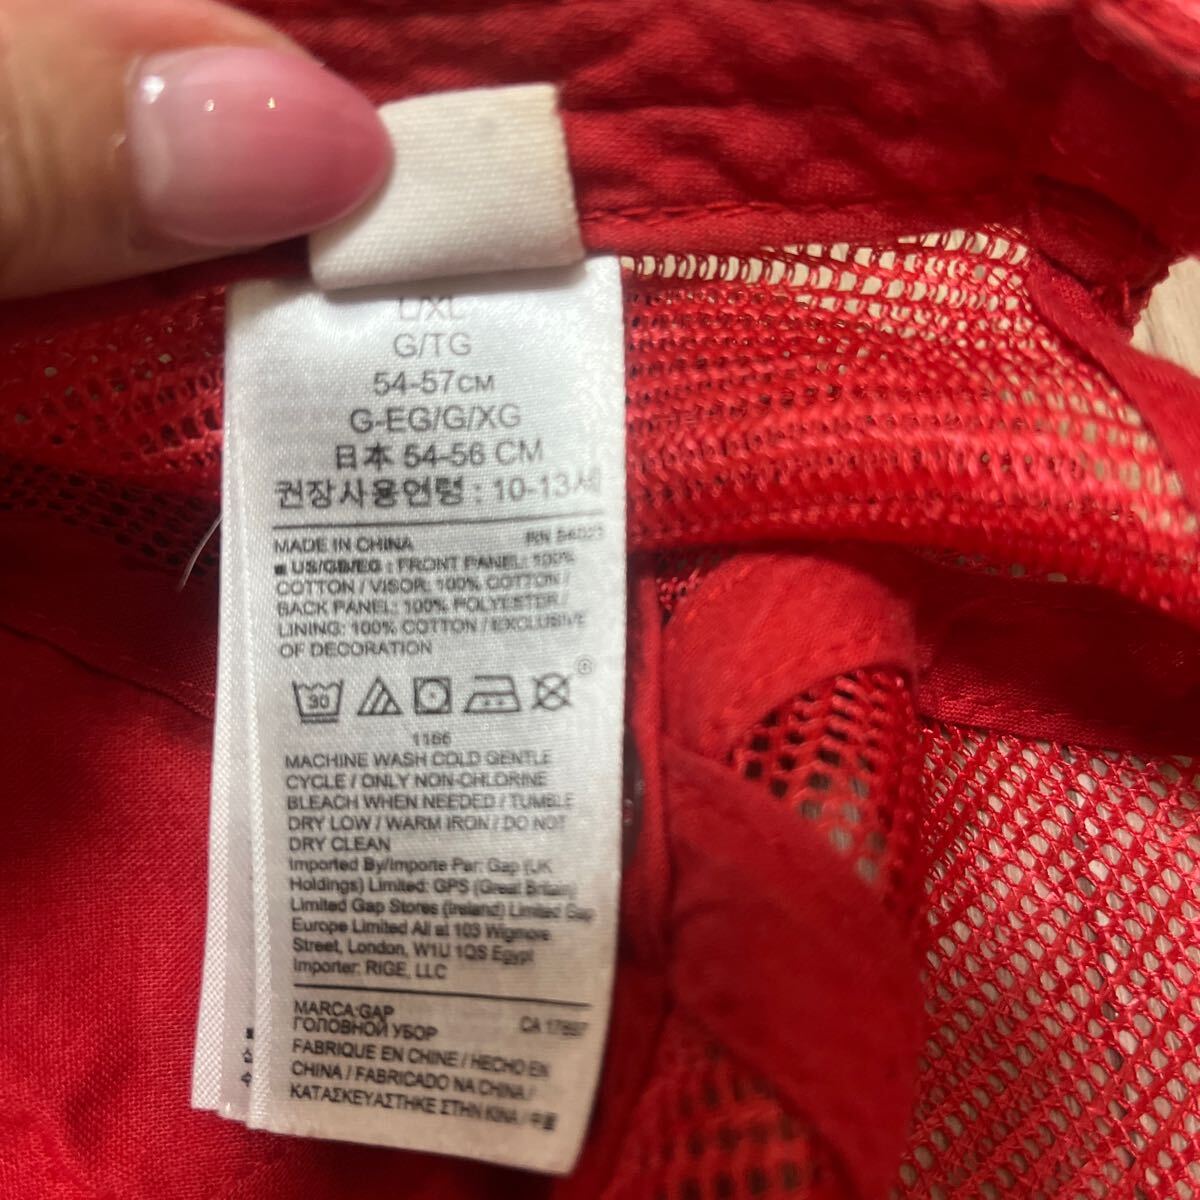 L/XL
G/TG
54-57CM
G-EG/G/XG
日本 54-56 CM
권장사용연령 : 10-13세
MADE IN CHINA RN 54023
■ US/GB/EG : FRONT PANEL: 100%
COTTON / VISOR: 100% COTTON /
BACK PANEL: 100% POLYESTER /
LINING: 100% COTTON / EXCLUSIVE
OF DECORATION
30
1166
MACHINE WASH COLD GENTLE
CYCLE / ONLY NON-CHLORINE
BLEACH WHEN NEEDED / TUMBLE
DRY LOW / WARM IRON / DO NOT
DRY CLEAN
Imported By/Importe Par: Gap (UK
Holdings) Limited: GPS (Great Britain)
Limited Gap Stores (Ireland) Limited Gap
Europe Limited All at 103 Wigmore
Street, London, W1U 1QS Egypt
Importer: RIGE, LLC
MARCA:GAP
ГОЛОВНОЙ УБОР CA 17897
FABRIQUE EN CHINE / HECHO EN
CHINA / FABRICADO NA CHINA /
ΚΑΤΑΣΚΕΥΑΣΤΗΚΕ ΣΤΗΝ ΚΙΝΑ / 中國